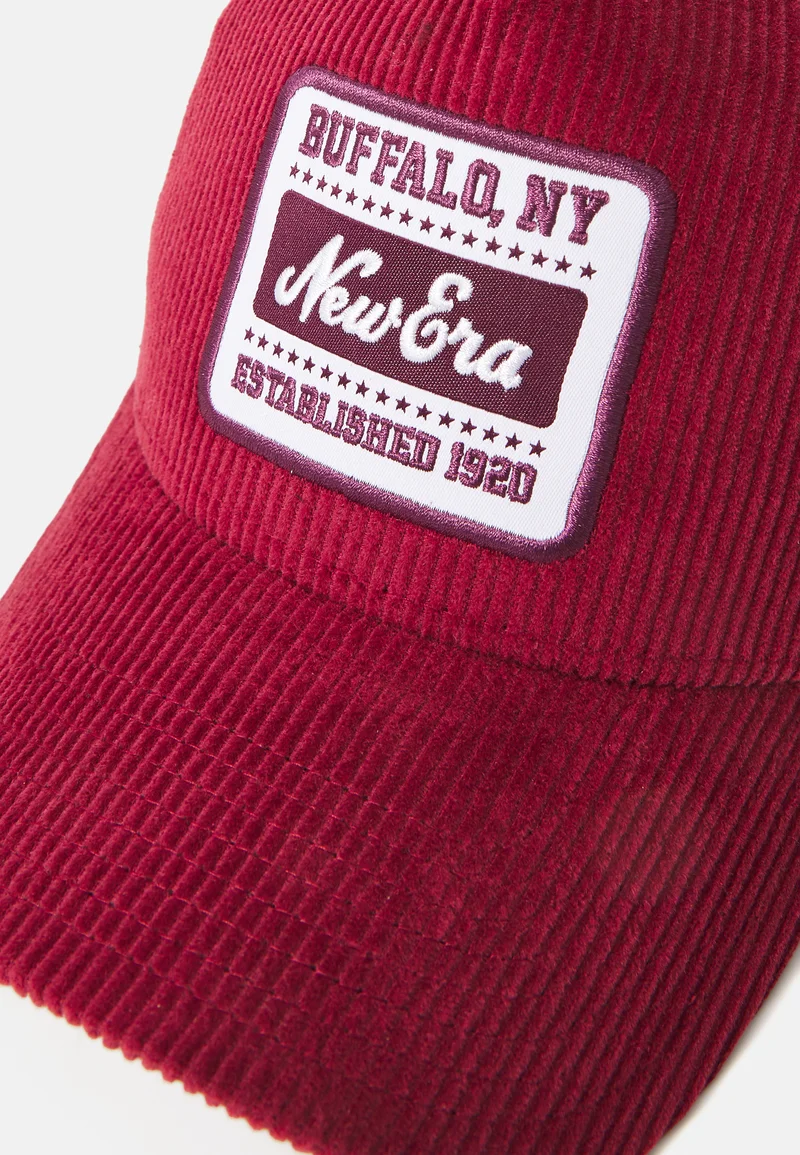 BUFFALO, NY
New Era
ESTABLISHED 1920